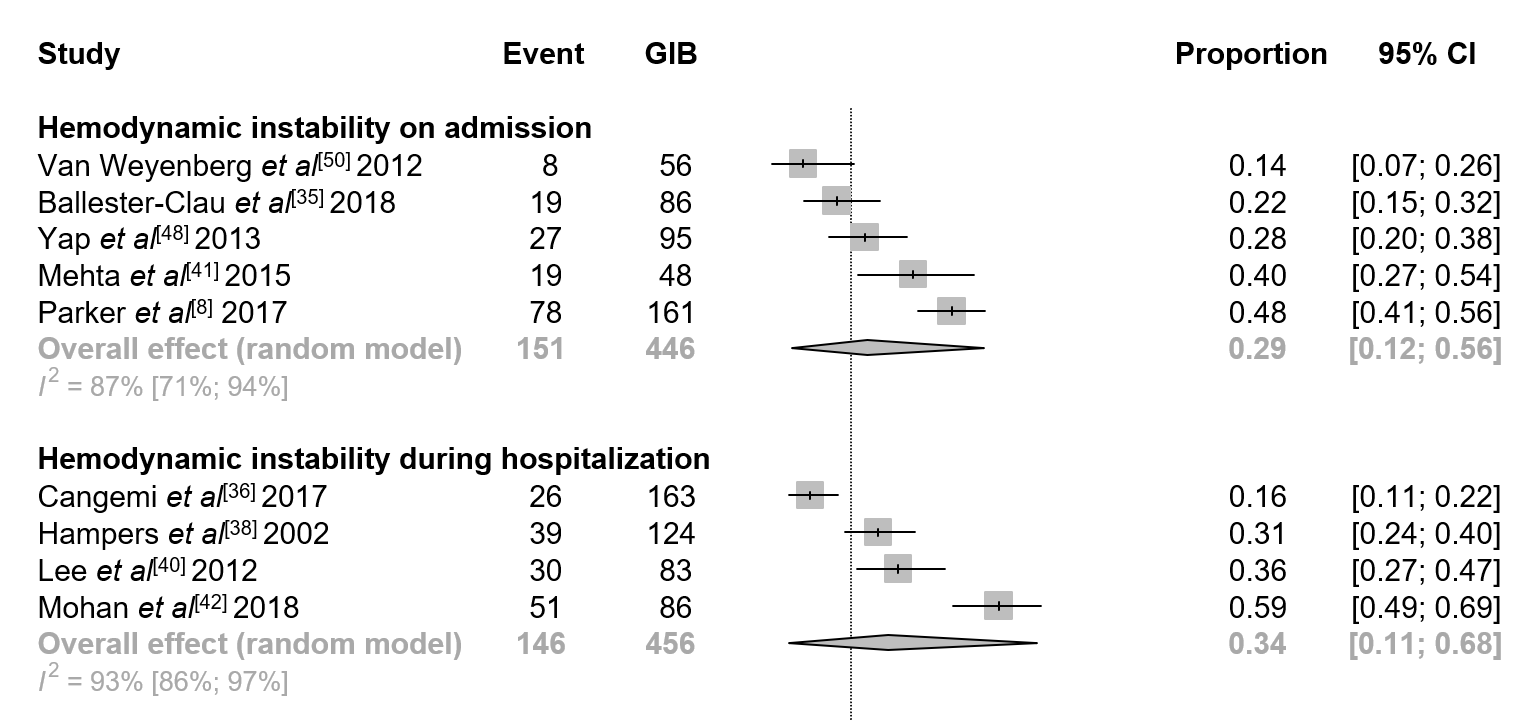 Study Event GIB Proportion 95% CI
Hemodynamic instability on admission
Van Weyenberg et al[50] 2012 8 56 0.14 [0.07; 0.26]
Ballester-Clau et al[35] 2018 19 86 0.22 [0.15; 0.32]
Yap et al[48] 2013 27 95 0.28 [0.20; 0.38]
Mehta et al[41] 2015 19 48 0.40 [0.27; 0.54]
Parker et al[8] 2017 78 161 0.48 [0.41; 0.56]
Overall effect (random model) 151 446 0.29 [0.12; 0.56]
I² = 87% [71%; 94%]
Hemodynamic instability during hospitalization
Cangemi et al[36] 2017 26 163 0.16 [0.11; 0.22]
Hampers et al[38] 2002 39 124 0.31 [0.24; 0.40]
Lee et al[40] 2012 30 83 0.36 [0.27; 0.47]
Mohan et al[42] 2018 51 86 0.59 [0.49; 0.69]
Overall effect (random model) 146 456 0.34 [0.11; 0.68]
I² = 93% [86%; 97%]